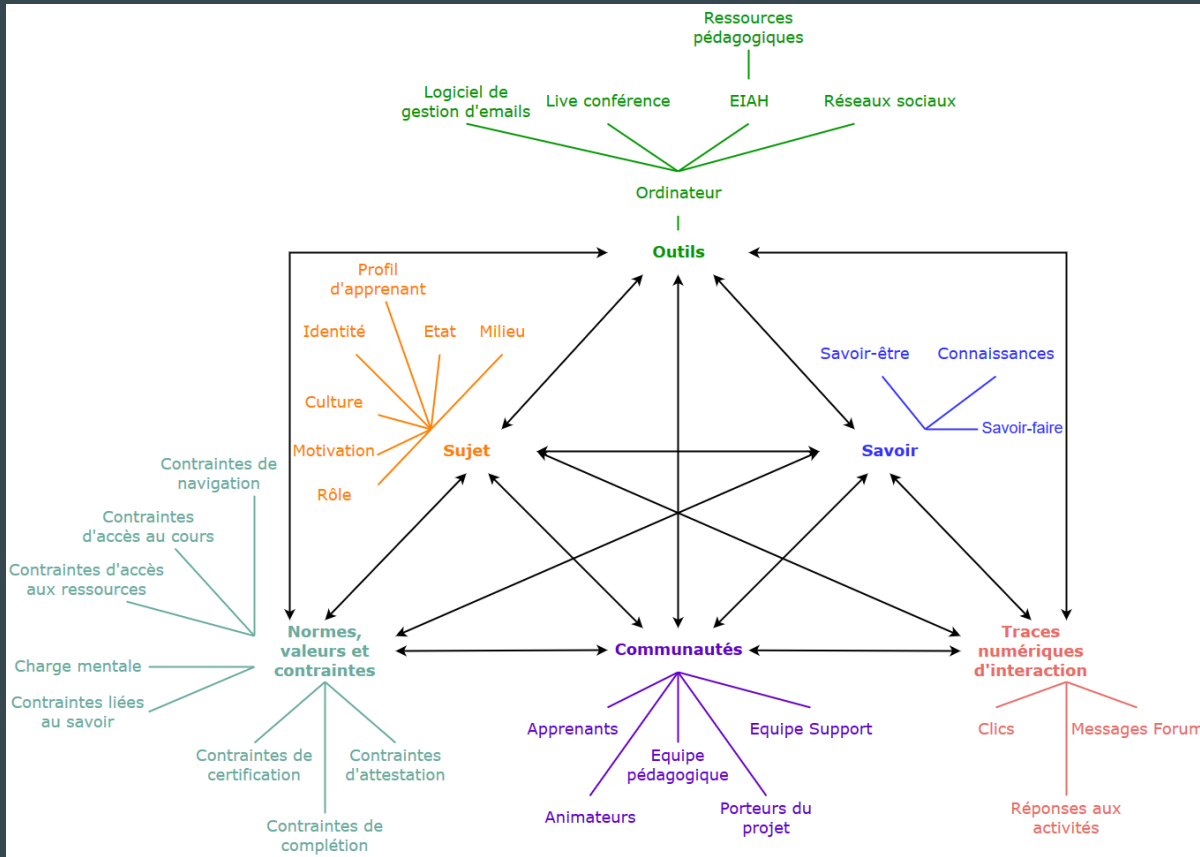 Ressources
pédagogiques
Logiciel de
gestion d'emails
Live conférence
EIAH
Réseaux sociaux
Ordinateur
Outils
Profil
d'apprenant
Identité
Etat
Milieu
Culture
Motivation
Rôle
Sujet
Savoir-être
Connaissances
Savoir-faire
Savoir
Contraintes de
navigation
Contraintes
d'accès au cours
Contraintes d'accès
aux ressources
Normes,
valeurs et
contraintes
Charge mentale
Contraintes liées
au savoir
Contraintes de
certification
Contraintes
d'attestation
Contraintes de
complétion
Communautés
Apprenants
Equipe
pédagogique
Equipe Support
Animateurs
Porteurs du
projet
Traces
numériques
d'interaction
Clics
Messages Forum
Réponses aux
activités